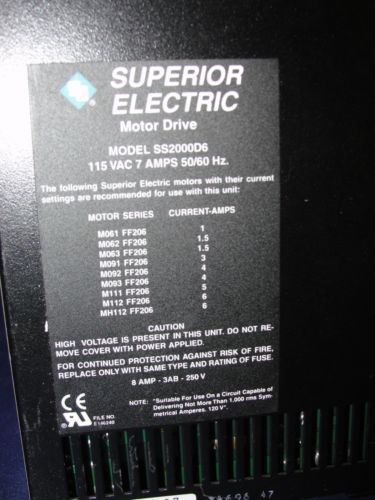 SUPERIOR
ELECTRIC
Motor Drive
MODEL SS2000D6
115 VAC 7 AMPS 50/60 Hz.
The following Superior Electric motors with their current
settings are recommended for use with this unit:
MOTOR SERIES CURRENT-AMPS
M061 FF206 1
M062 FF206 1.5
M063 FF206 1.5
M091 FF206 3
M092 FF206 4
M093 FF206 4
M111 FF206 5
M112 FF206 6
MH112 FF206 6
CAUTION
HIGH VOLTAGE IS PRESENT IN THIS UNIT. DO NOT RE-
MOVE COVER WITH POWER APPLIED.
FOR CONTINUED PROTECTION AGAINST RISK OF FIRE,
REPLACE ONLY WITH SAME TYPE AND RATING OF FUSE.
8 AMP - 3AB - 250 V
CE
FILE NO.
E146240
NOTE: "Suitable For Use On a Circuit Capable of
Delivering Not More Than 1,000 rms Sym-
metrical Amperes. 120 V"